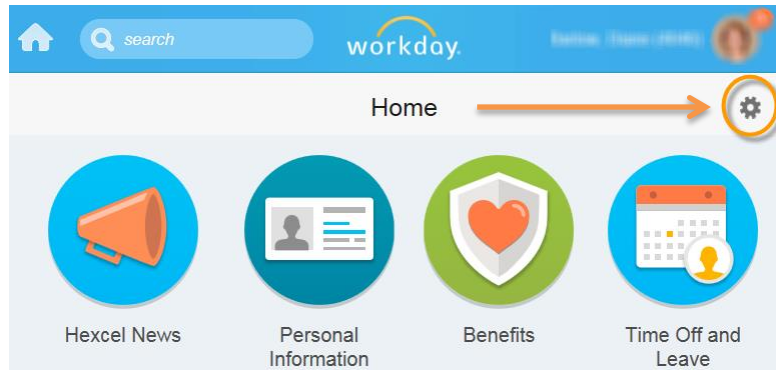 search
workday.
Home
Hexcel News
Personal
Information
Benefits
Time Off and
Leave